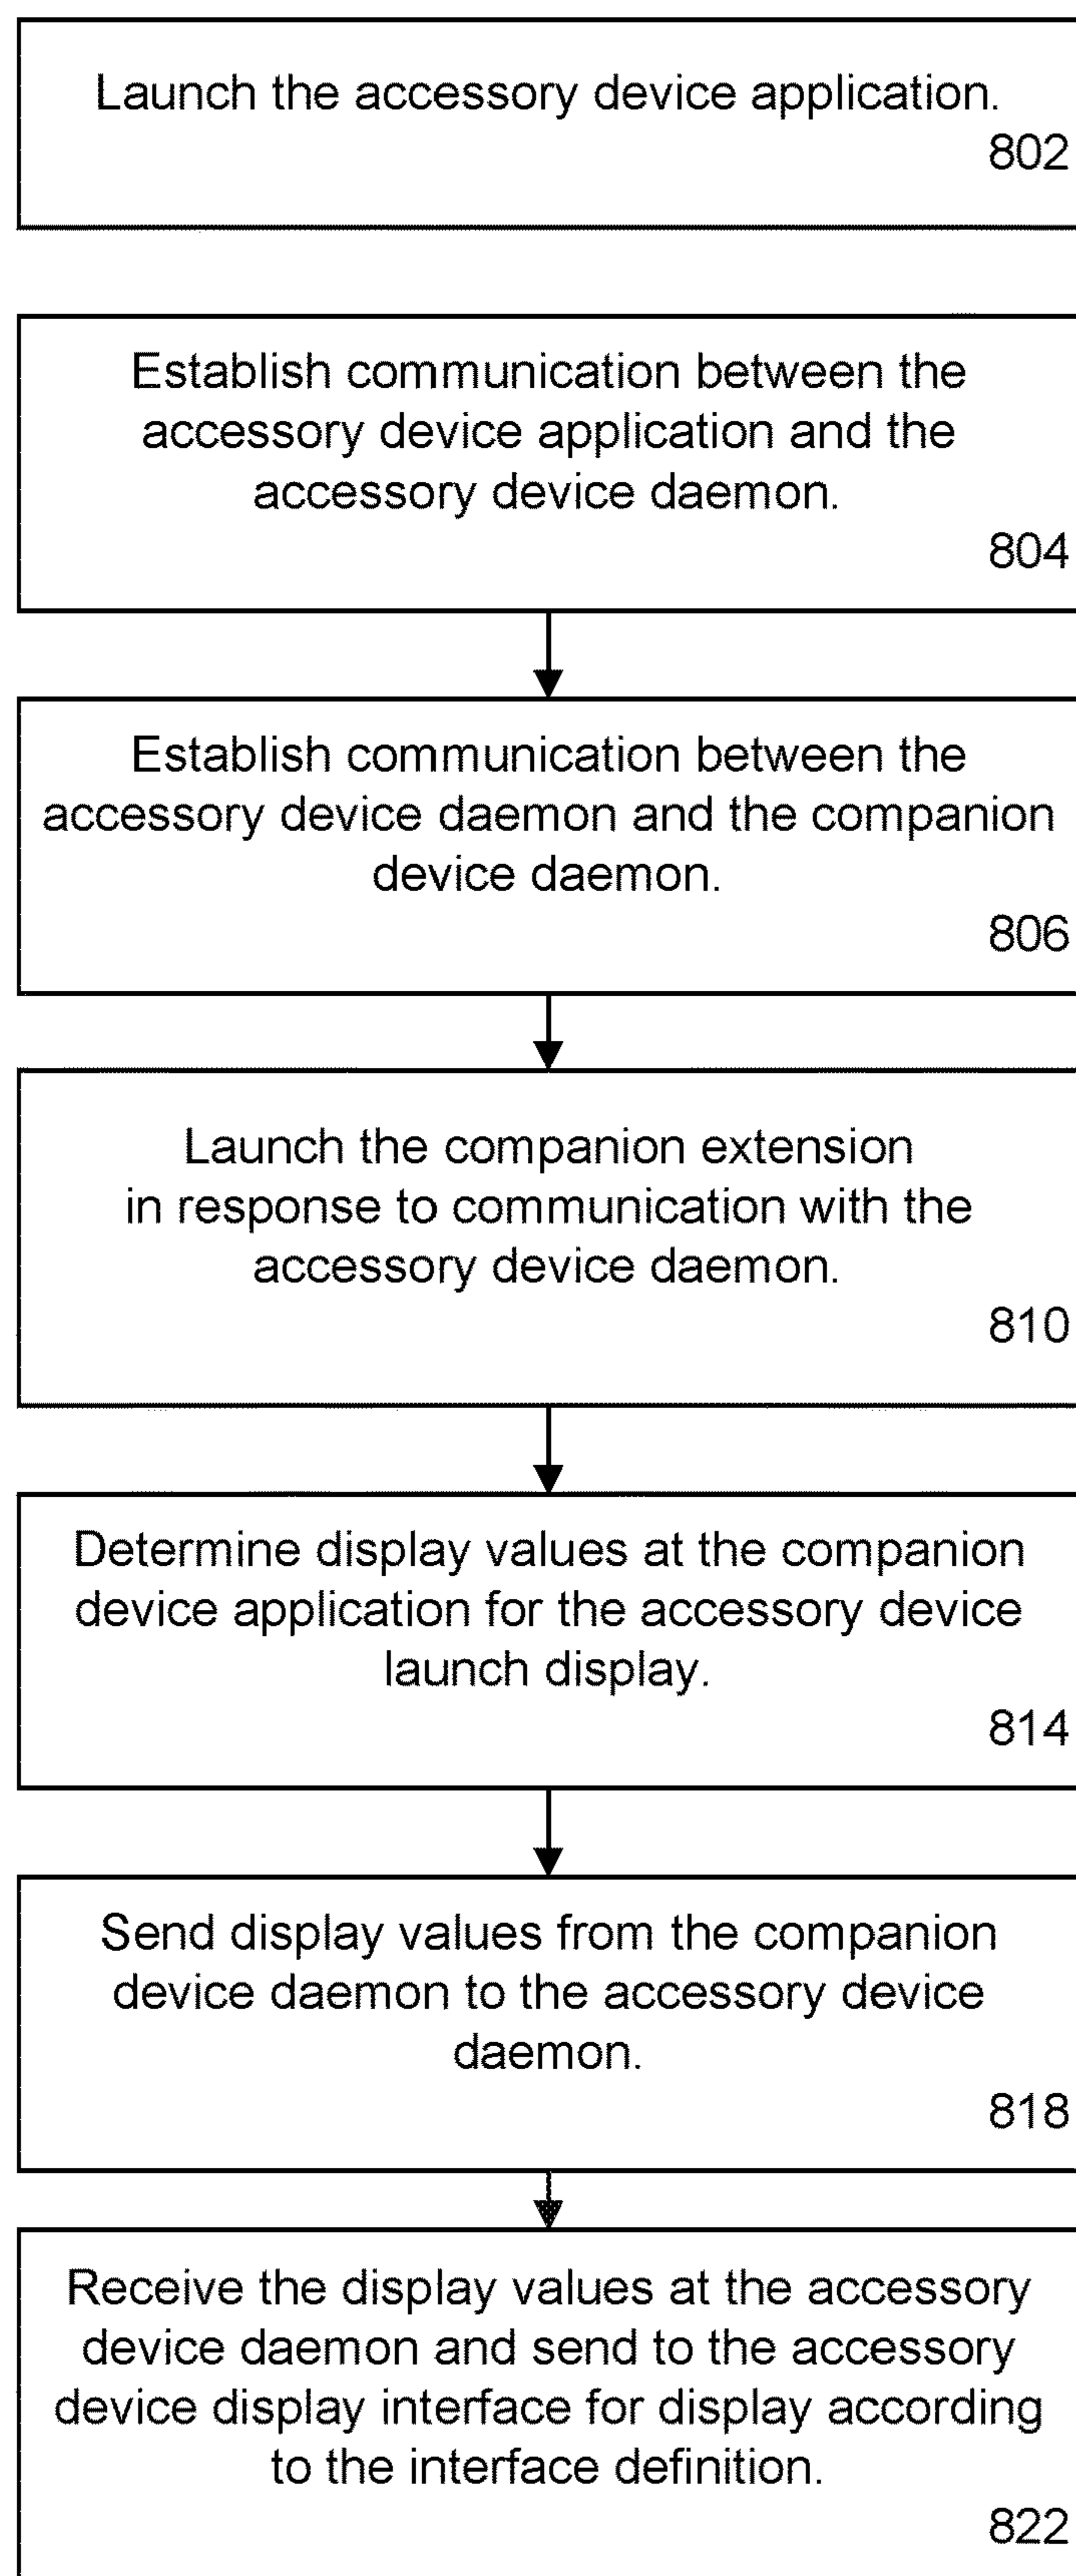 Launch the accessory device application.
802
Establish communication between the
accessory device application and the
accessory device daemon.
804
Establish communication between the
accessory device daemon and the companion
device daemon.
806
Launch the companion extension
in response to communication with the
accessory device daemon.
810
Determine display values at the companion
device application for the accessory device
launch display.
814
Send display values from the companion
device daemon to the accessory device
daemon.
818
Receive the display values at the accessory
device daemon and send to the accessory
device display interface for display according
to the interface definition.
822